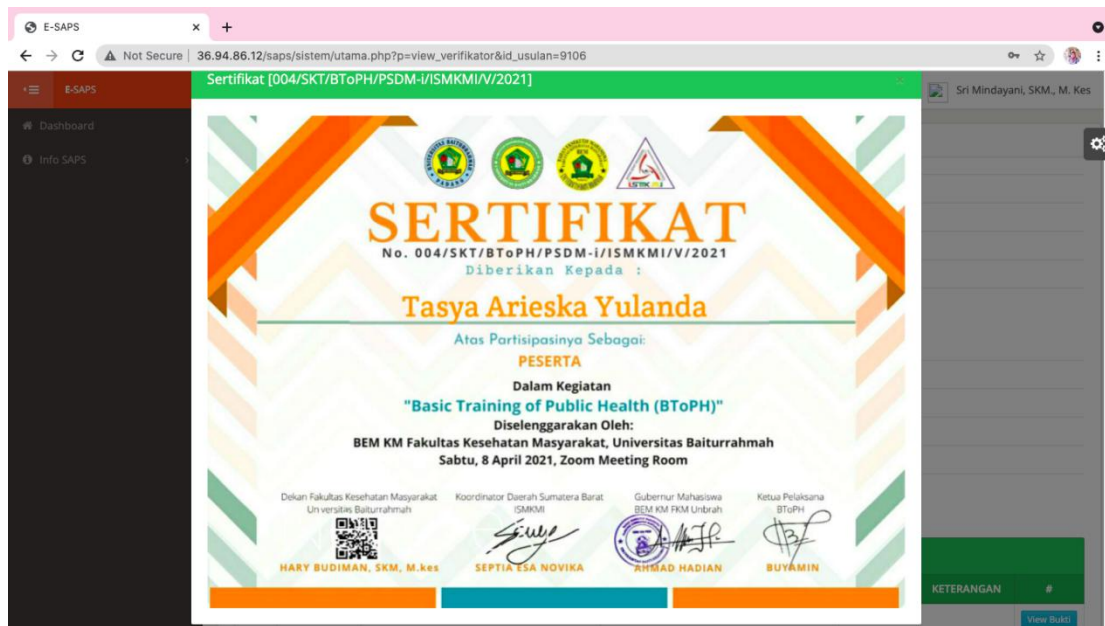 E-SAPS
Not Secure | 36.94.86.12/saps/sistem/utama.php?p=view_verifikator&id_usulan=9106
E-SAPS
Sertifikat [004/SKT/BToPH/PSDM-i/ISMKMI/V/2021]
Sri Mindayani, SKM., M. Kes
Dashboard
Info SAPS
SERTIFIKAT
No. 004/SKT/BToPH/PSDM-i/ISMKMI/V/2021
Diberikan Kepada :
Tasya Arieska Yulanda
Atas Partisipasinya Sebagai:
PESERTA
Dalam Kegiatan
"Basic Training of Public Health (BToPH)"
Diselenggarakan Oleh:
BEM KM Fakultas Kesehatan Masyarakat, Universitas Baiturrahmah
Sabtu, 8 April 2021, Zoom Meeting Room
Dekan Fakultas Kesehatan Masyarakat
Universitas Baiturrahmah
HARY BUDIMAN, SKM, M.kes
Koordinator Daerah Sumatera Barat
ISMKMI
SEPTIA ESA NOVIKA
Gubernur Mahasiswa
BEM KM FKM Unbrah
AHMAD HADIAN
Ketua Pelaksana
BToPH
BUYAMIN
KETERANGAN
#
View Bukti